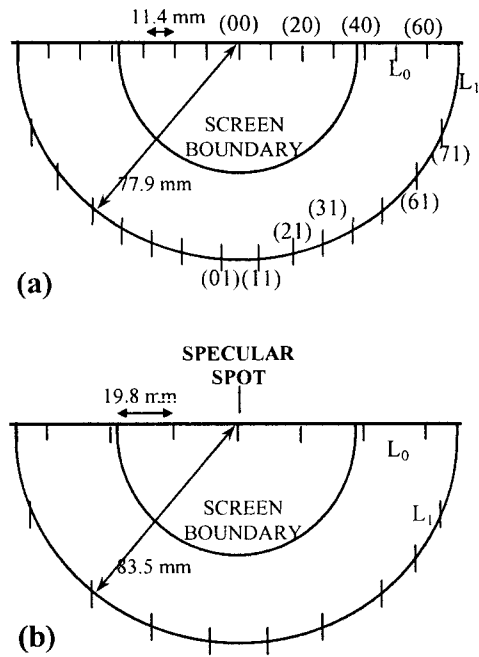 11.4 mm
(00)
(20)
(40)
(60)
L0
L1
SCREEN
BOUNDARY
77.9 mm
(71)
(61)
(31)
(21)
(01)(11)
(a)
SPECULAR
SPOT
19.8 mm
L0
SCREEN
BOUNDARY
L1
83.5 mm
(b)